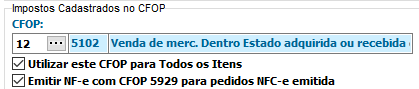 Impostos Cadastrados no CFOP
CFOP:
12 ... 5102 Venda de merc. Dentro Estado adquirida ou recebida
Utilizar este CFOP para Todos os Itens
Emitir NF-e com CFOP 5929 para pedidos NFC-e emitida